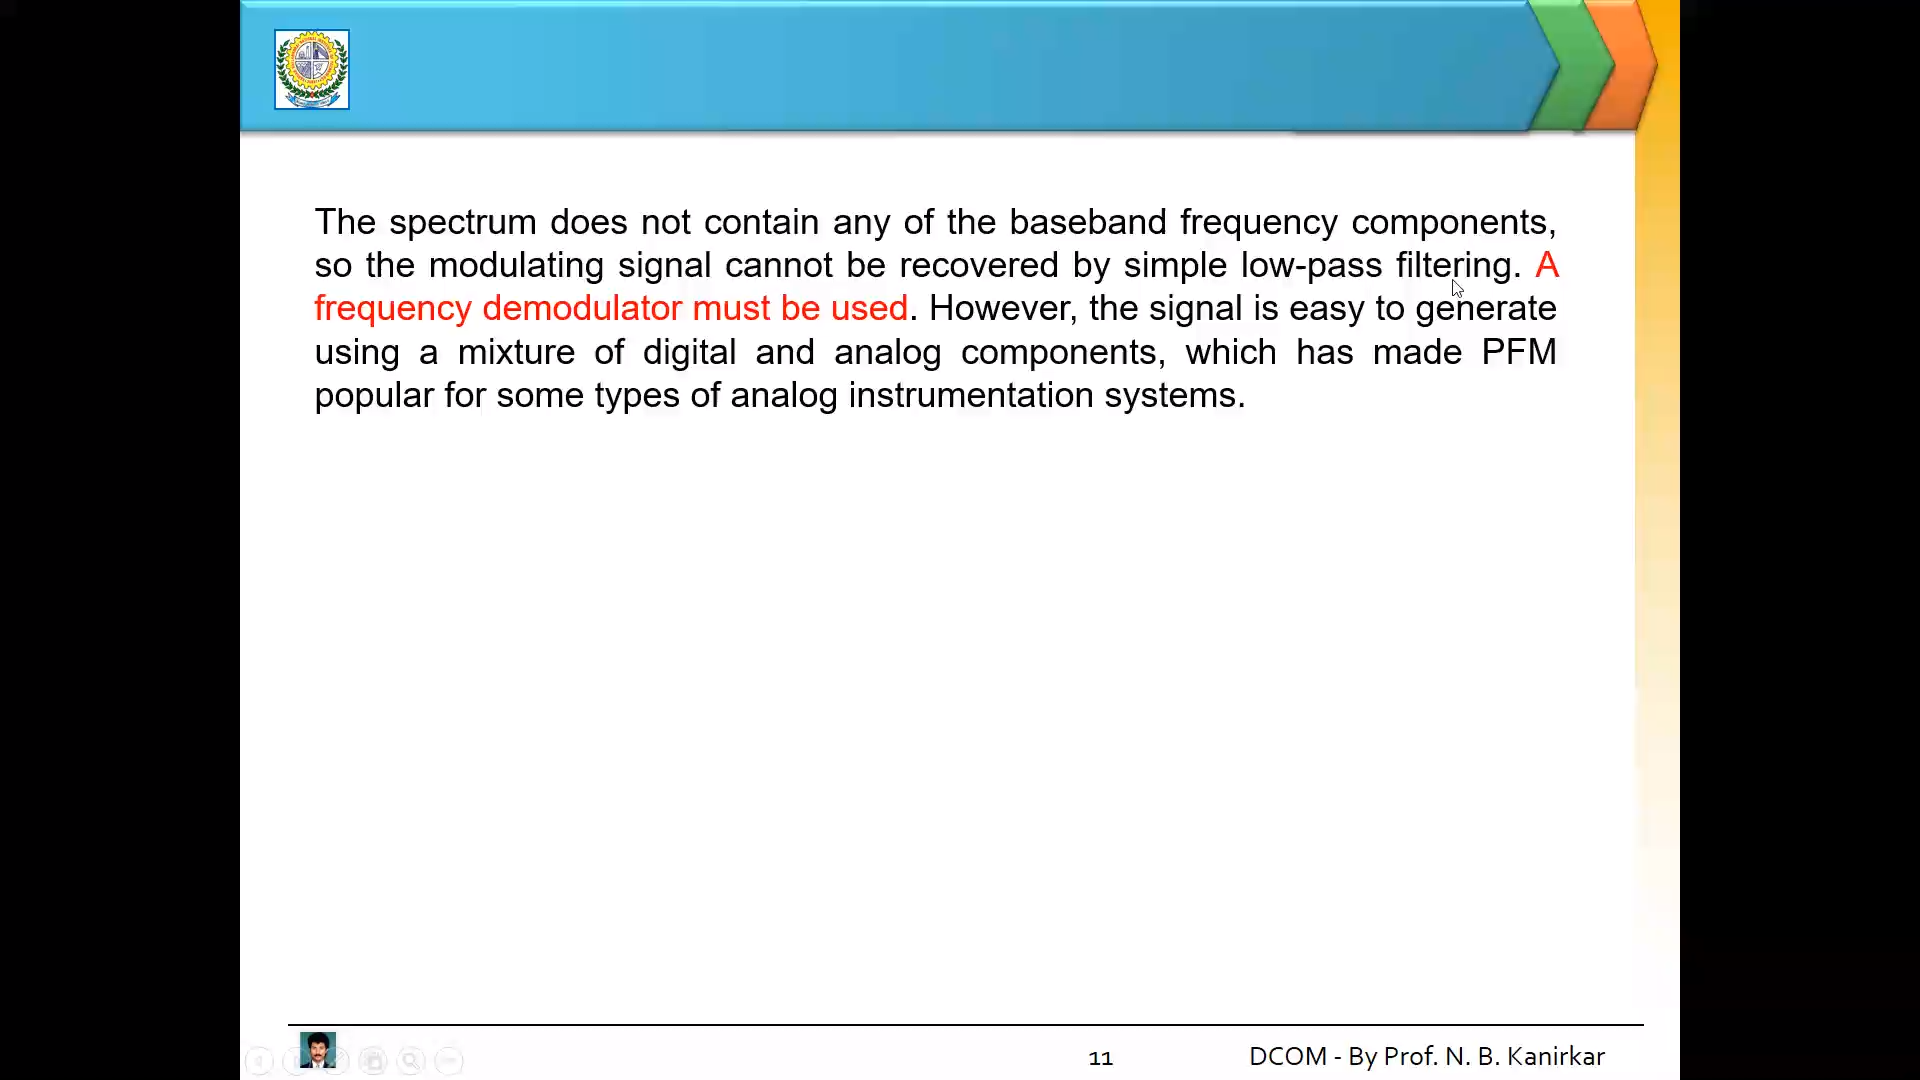 The spectrum does not contain any of the baseband frequency components,
so the modulating signal cannot be recovered by simple low-pass filtering. A
frequency demodulator must be used. However, the signal is easy to generate
using a mixture of digital and analog components, which has made PFM
popular for some types of analog instrumentation systems.
11
DCOM - By Prof. N. B. Kanirkar